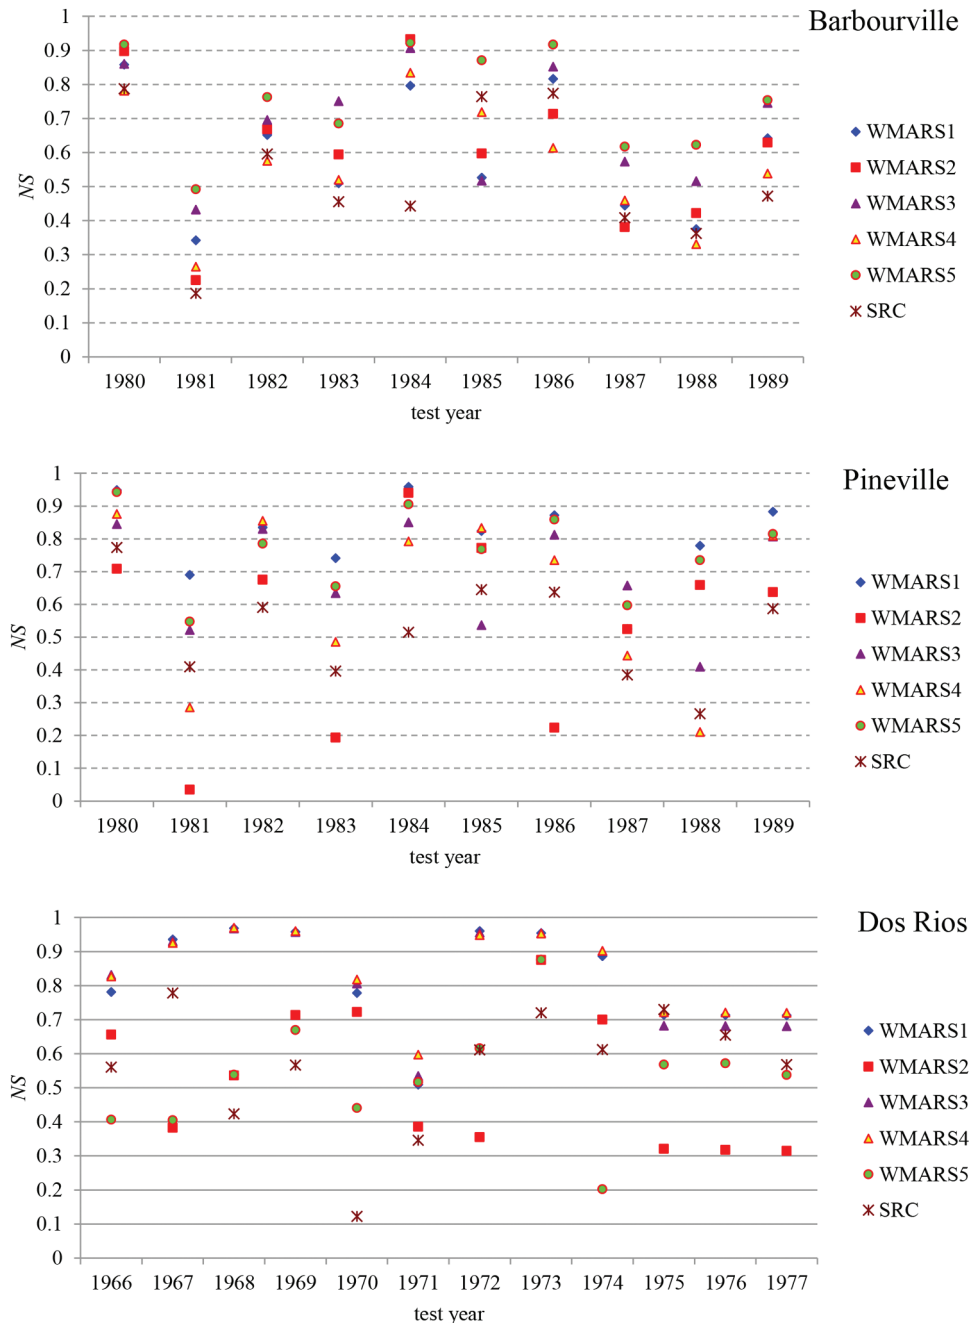 Barbourville
1
0.9
0.8
0.7
0.6
0.5
0.4
0.3
0.2
0.1
0
NS
1980 1981 1982 1983 1984 1985 1986 1987 1988 1989
test year
WMARS1
WMARS2
WMARS3
WMARS4
WMARS5
SRC
Pineville
1
0.9
0.8
0.7
0.6
0.5
0.4
0.3
0.2
0.1
0
NS
1980 1981 1982 1983 1984 1985 1986 1987 1988 1989
test year
WMARS1
WMARS2
WMARS3
WMARS4
WMARS5
SRC
Dos Rios
1
0.9
0.8
0.7
0.6
0.5
0.4
0.3
0.2
0.1
0
NS
1966 1967 1968 1969 1970 1971 1972 1973 1974 1975 1976 1977
test year
WMARS1
WMARS2
WMARS3
WMARS4
WMARS5
SRC